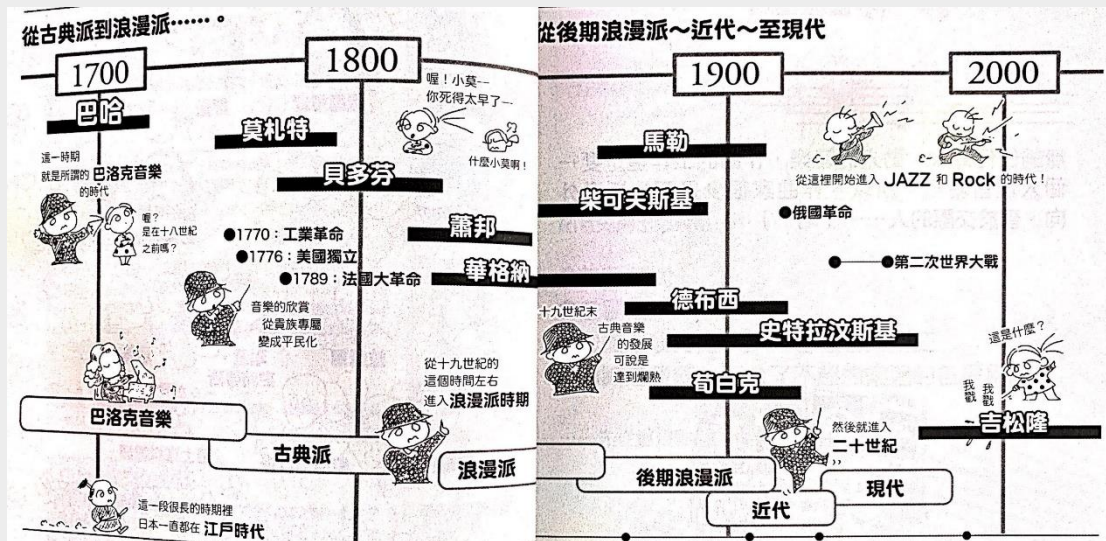 從古典派到浪漫派⋯⋯。
1700
1800
巴哈
莫札特
喔！小莫--
你死得太早了--
什麼小莫啊！
這一時期
就是所謂的 巴洛克音樂
的時代
喔？
是在十八世紀
之前嗎？
貝多芬
蕭邦
華格納
●1770：工業革命
●1776：美國獨立
●1789：法國大革命
音樂的欣賞
從貴族專屬
變成平民化
從十九世紀的
這個時間左右
進入浪漫派時期
巴洛克音樂
古典派
浪漫派
這一段很長的時期裡
日本一直都在 江戶時代
從後期浪漫派～近代～至現代
1900
2000
馬勒
從這裡開始進入 JAZZ 和 Rock 的時代！
柴可夫斯基
●俄國革命
●第二次世界大戰
德布西
史特拉汶斯基
荀白克
十九世紀末
古典音樂
的發展
可說是
達到爛熟
這是什麼？
我戳
我戳
吉松隆
然後就進入
二十世紀
後期浪漫派
近代
現代